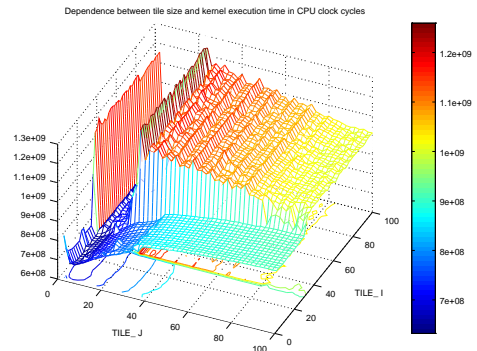 Dependence between tile size and kernel execution time in CPU clock cycles
1.3e+09
1.2e+09
1.1e+09
1e+09
9e+08
8e+08
7e+08
6e+08
0
20
40
60
80
100
TILE_ J
0
20
40
60
80
100
TILE_ I
1.2e+09
1.1e+09
1e+09
9e+08
8e+08
7e+08